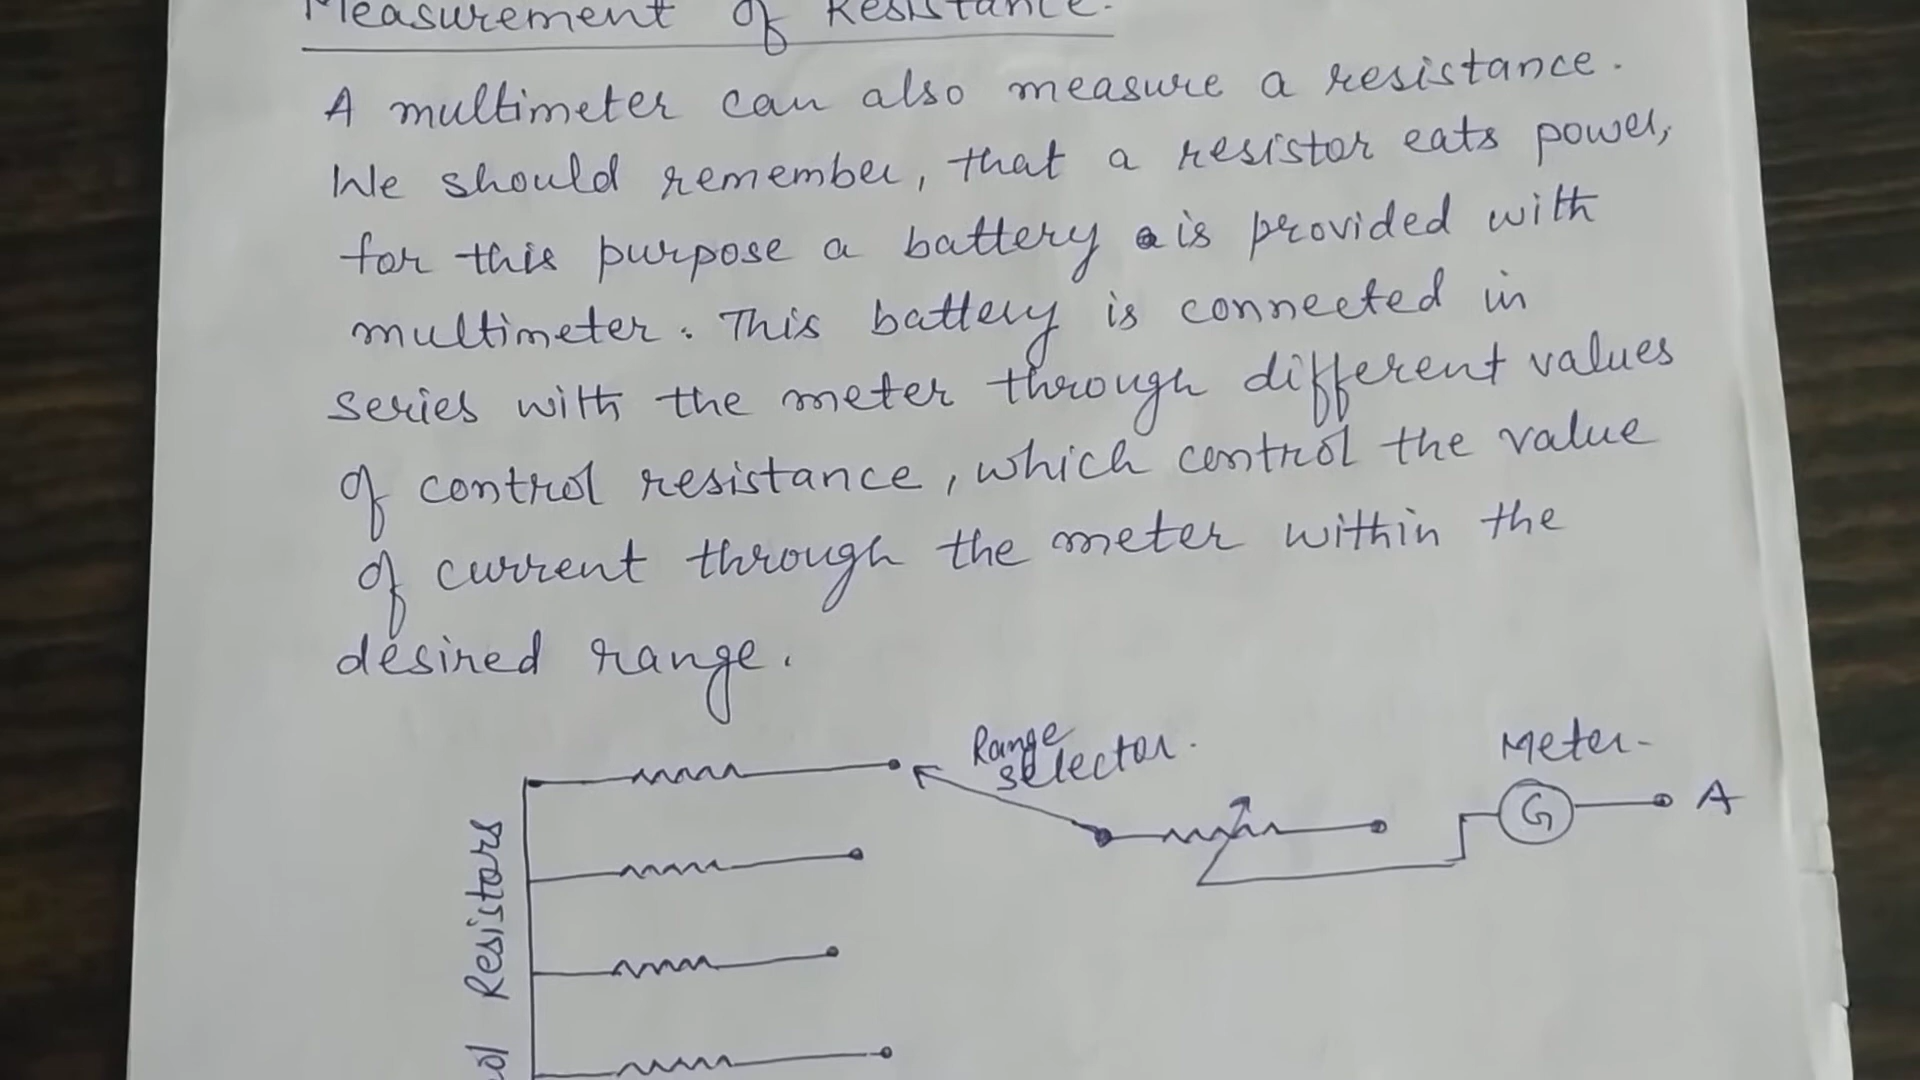 Measurement of Resistance.
A multimeter can also measure a resistance.
We should remember, that a resistor eats power,
for this purpose a battery is provided with
multimeter. This battery is connected in
series with the meter through different values
of control resistance, which control the value
of current through the meter within the
desired range.
Range
selector.
Meter
G
A
Resistors